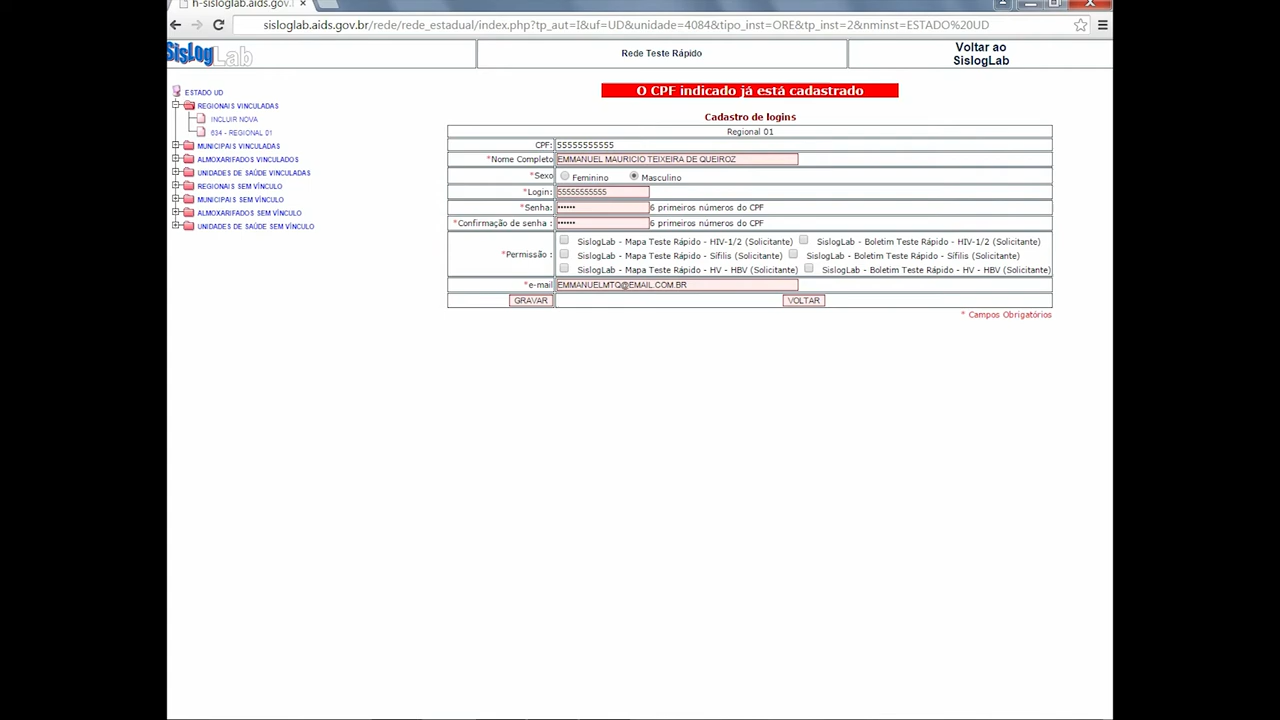 h-sisloglab.aids.gov.
sisloglab.aids.gov.br/rede/rede_estadual/index.php?tp_aut=I&uf=UD&unidade=4084&tipo_inst=ORE&tp_inst=2&nminst=ESTADO%20UD
SisLogLab
Rede Teste Rápido
Voltar ao
SislogLab
ESTADO UD
REGIONAIS VINCULADAS
INCLUIR NOVA
634 - REGIONAL 01
MUNICIPAIS VINCULADAS
ALMOXARIFADOS VINCULADOS
UNIDADES DE SAÚDE VINCULADAS
REGIONAIS SEM VÍNCULO
MUNICIPAIS SEM VÍNCULO
ALMOXARIFADOS SEM VÍNCULO
UNIDADES DE SAÚDE SEM VÍNCULO
O CPF indicado já está cadastrado
Cadastro de logins
Regional 01
CPF: 55555555555
*Nome Completo EMMANUEL MAURICIO TEIXEIRA DE QUEIROZ
*Sexo Feminino Masculino
*Login: 55555555555
*Senha: •••••• 6 primeiros números do CPF
*Confirmação de senha : •••••• 6 primeiros números do CPF
*Permissão :
SislogLab - Mapa Teste Rápido - HIV-1/2 (Solicitante) SislogLab - Boletim Teste Rápido - HIV-1/2 (Solicitante)
SislogLab - Mapa Teste Rápido - Sífilis (Solicitante) SislogLab - Boletim Teste Rápido - Sífilis (Solicitante)
SislogLab - Mapa Teste Rápido - HV - HBV (Solicitante) SislogLab - Boletim Teste Rápido - HV - HBV (Solicitante)
*e-mail EMMANUELMTQ@EMAIL.COM.BR
GRAVAR VOLTAR
* Campos Obrigatórios